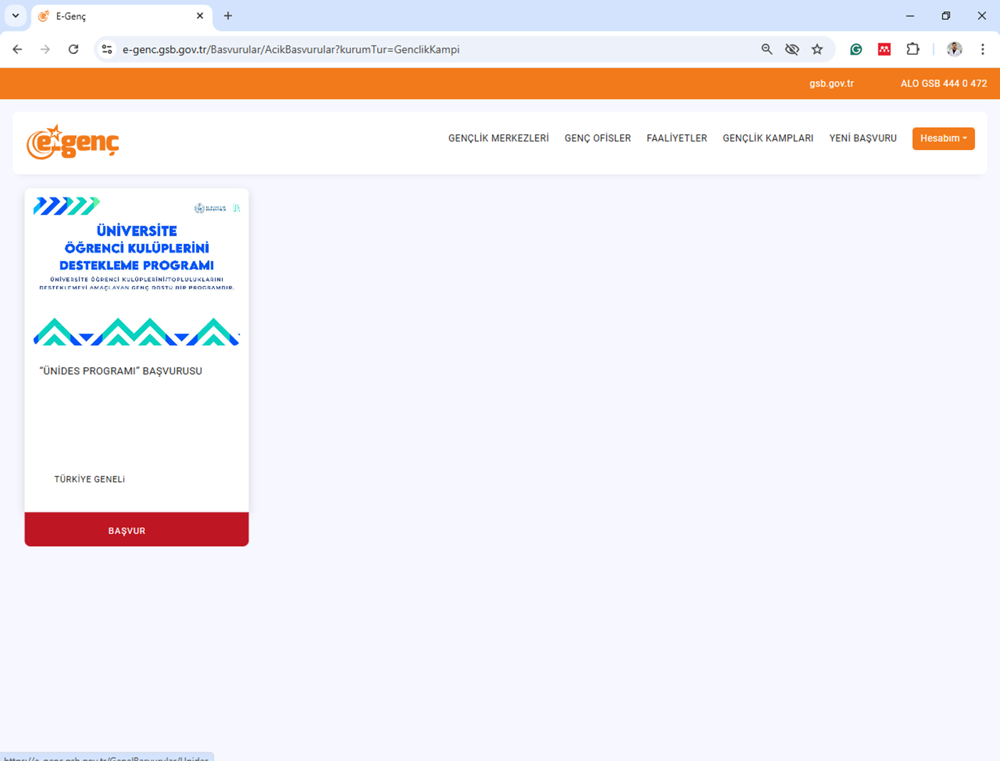 E-Genç
e-genc.gsb.gov.tr/Basvurular/AcikBasvurular?kurumTur=GenclikKampi
gsb.gov.tr ALO GSB 444 0 472
e-genç
GENÇLİK MERKEZLERİ GENÇ OFİSLER FAALİYETLER GENÇLİK KAMPLARI YENİ BAŞVURU Hesabım
ÜNİVERSİTE
ÖĞRENCİ KULÜPLERİNİ
DESTEKLEME PROGRAMI
ÜNİVERSİTE ÖĞRENCİ KULÜPLERİNİ/TOPLULUKLARINI
DESTEKLEMEYİ AMAÇLAYAN GENÇ DOSTU BİR PROGRAMDIR.
“ÜNİDES PROGRAMI” BAŞVURUSU
TÜRKİYE GENELi
BAŞVUR
https://e-genc.gsb.gov.tr/GenelBasvurular/Unides